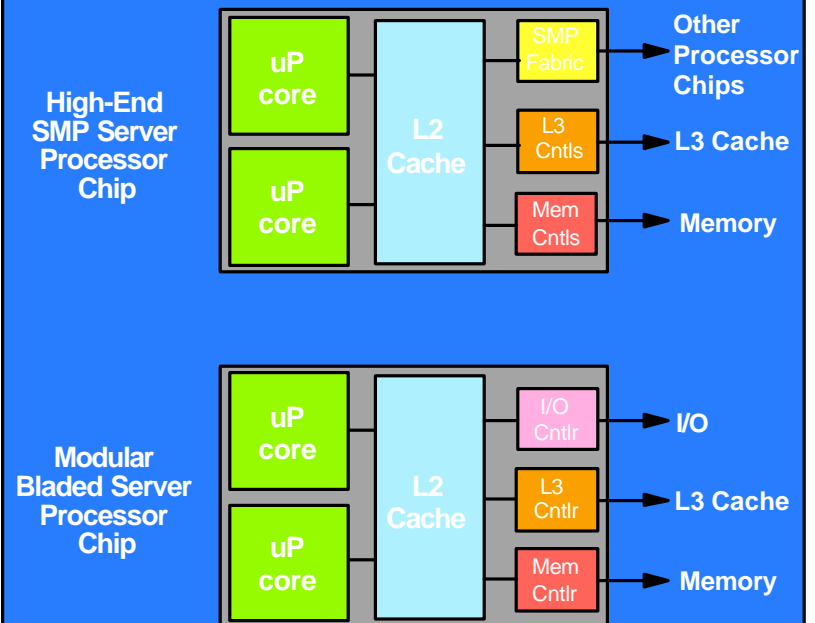 High-End
SMP Server
Processor
Chip
uP
core
uP
core
L2
Cache
SMP
Fabric
L3
Cntls
Mem
Cntls
Other
Processor
Chips
L3 Cache
Memory
Modular
Bladed Server
Processor
Chip
uP
core
uP
core
L2
Cache
I/O
Cntlr
L3
Cntlr
Mem
Cntlr
I/O
L3 Cache
Memory